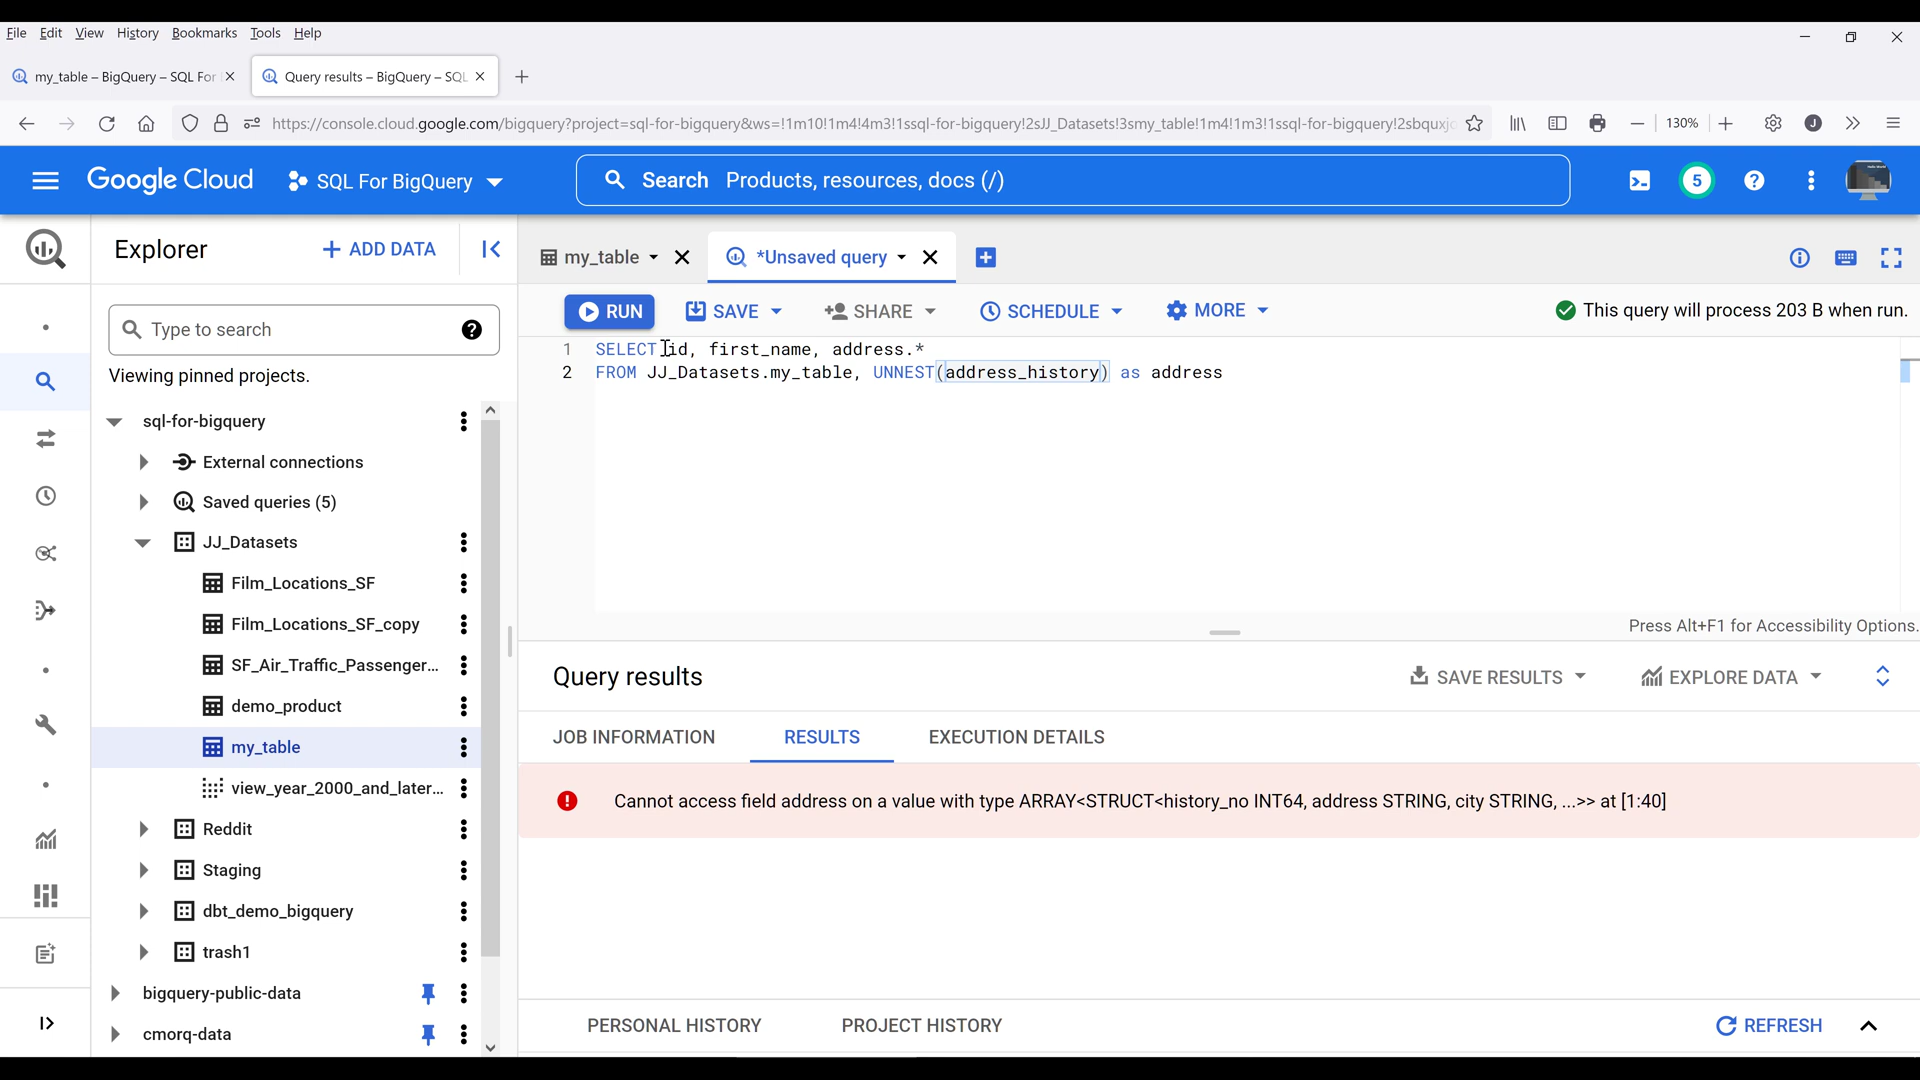 File Edit View History Bookmarks Tools Help
my_table – BigQuery – SQL For
Query results – BigQuery – SQL
https://console.cloud.google.com/bigquery?project=sql-for-bigquery&ws=!1m10!1m4!4m3!1ssql-for-bigquery!2sJJ_Datasets!3smy_table!1m4!1m3!1ssql-for-bigquery!2sbquxjc
130%
J
Google Cloud
SQL For BigQuery
Search Products, resources, docs (/)
5
Explorer
+ ADD DATA
my_table
*Unsaved query
Type to search
RUN
SAVE
SHARE
SCHEDULE
MORE
This query will process 203 B when run.
Viewing pinned projects.
1 SELECT id, first_name, address.*
2 FROM JJ_Datasets.my_table, UNNEST(address_history) as address
sql-for-bigquery
External connections
Saved queries (5)
JJ_Datasets
Film_Locations_SF
Film_Locations_SF_copy
SF_Air_Traffic_Passenger...
demo_product
my_table
view_year_2000_and_later...
Reddit
Staging
dbt_demo_bigquery
trash1
bigquery-public-data
cmorq-data
Press Alt+F1 for Accessibility Options.
Query results
SAVE RESULTS
EXPLORE DATA
JOB INFORMATION
RESULTS
EXECUTION DETAILS
Cannot access field address on a value with type ARRAY<STRUCT<history_no INT64, address STRING, city STRING, ...>> at [1:40]
PERSONAL HISTORY
PROJECT HISTORY
REFRESH